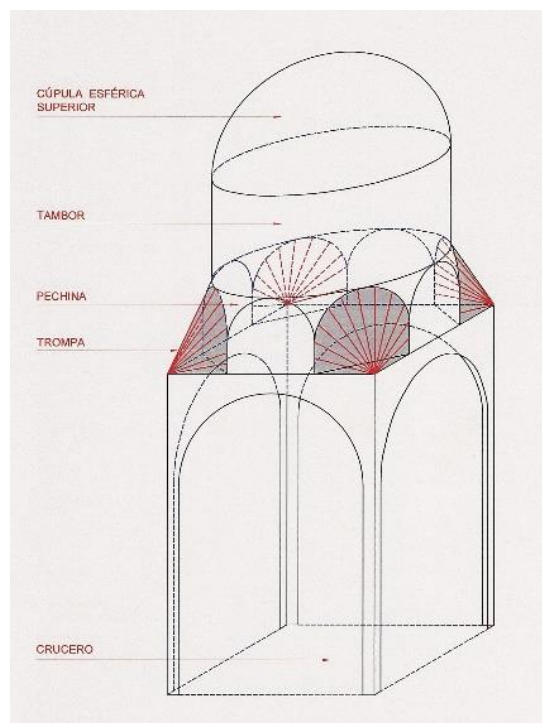 CÚPULA ESFÉRICA
SUPERIOR
TAMBOR
PECHINA
TROMPA
CRUCERO